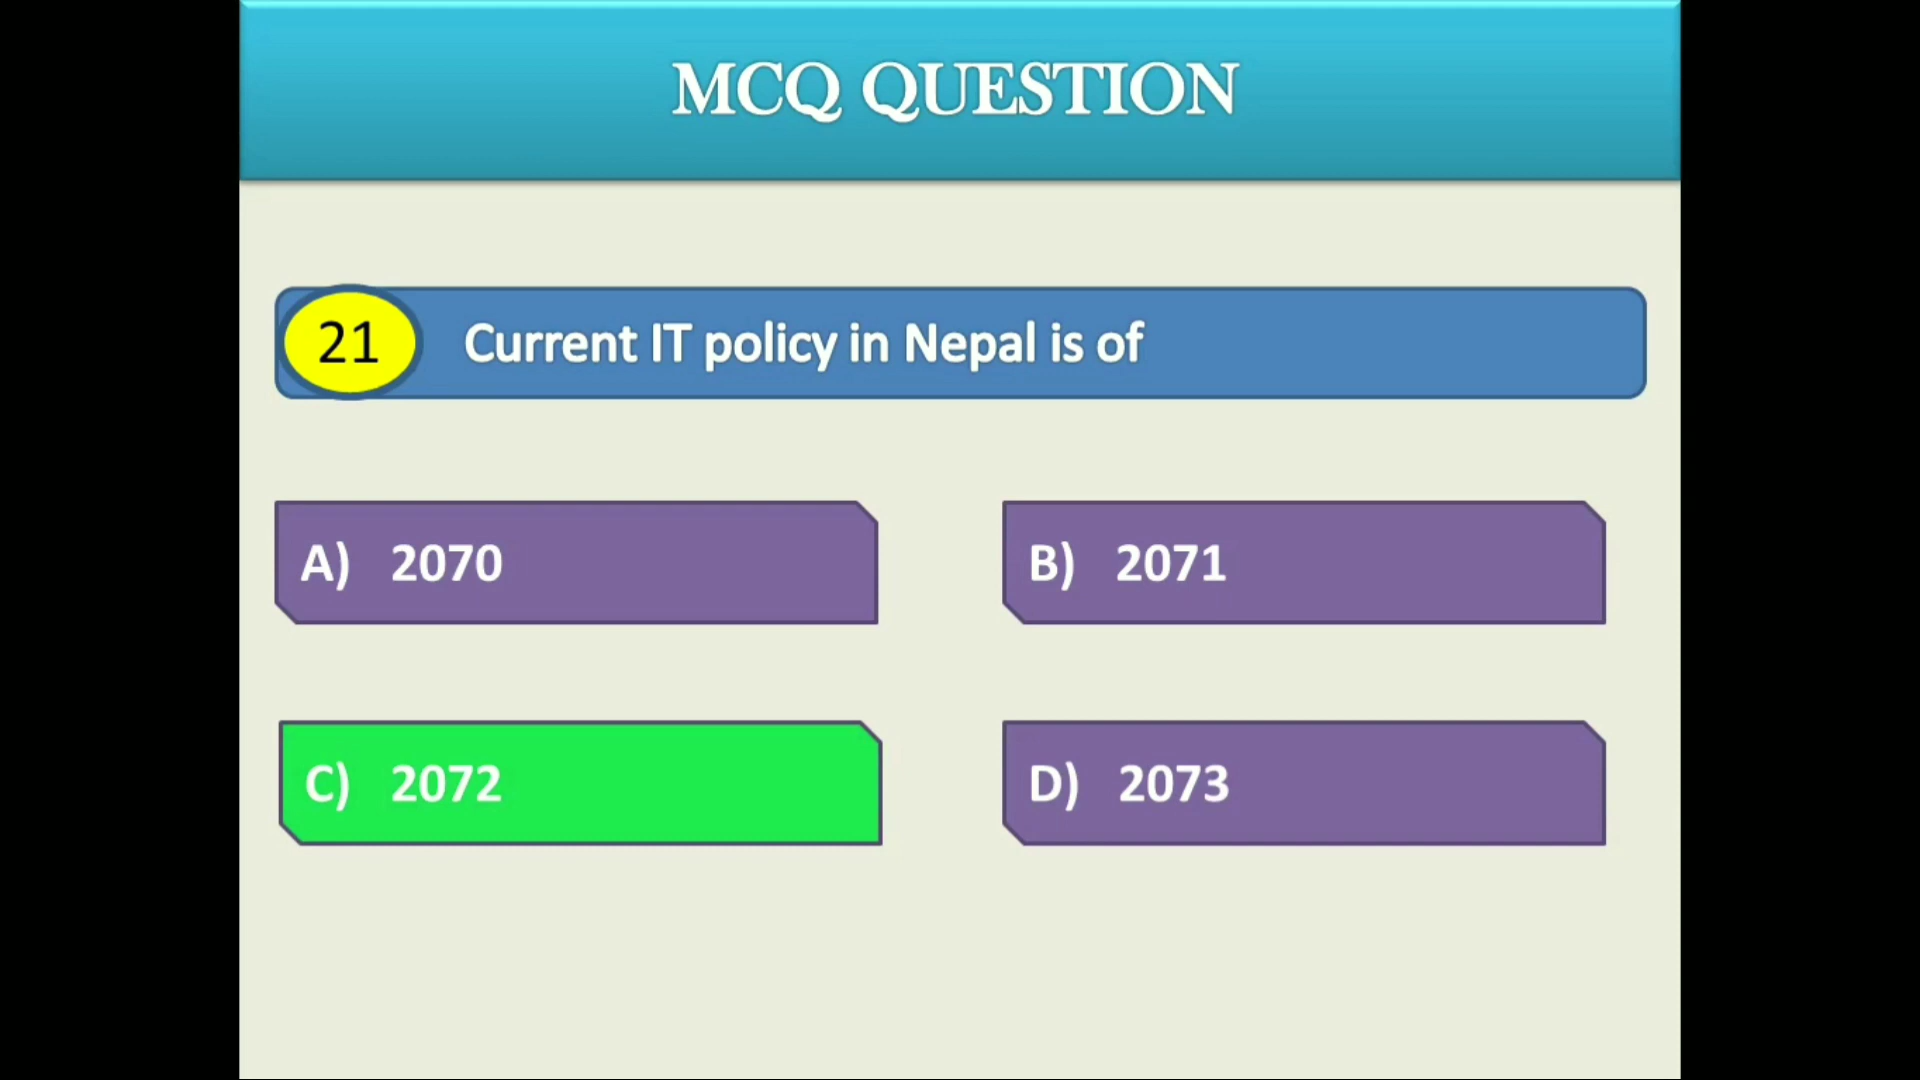 MCQ QUESTION
21 Current IT policy in Nepal is of
A) 2070
B) 2071
C) 2072
D) 2073